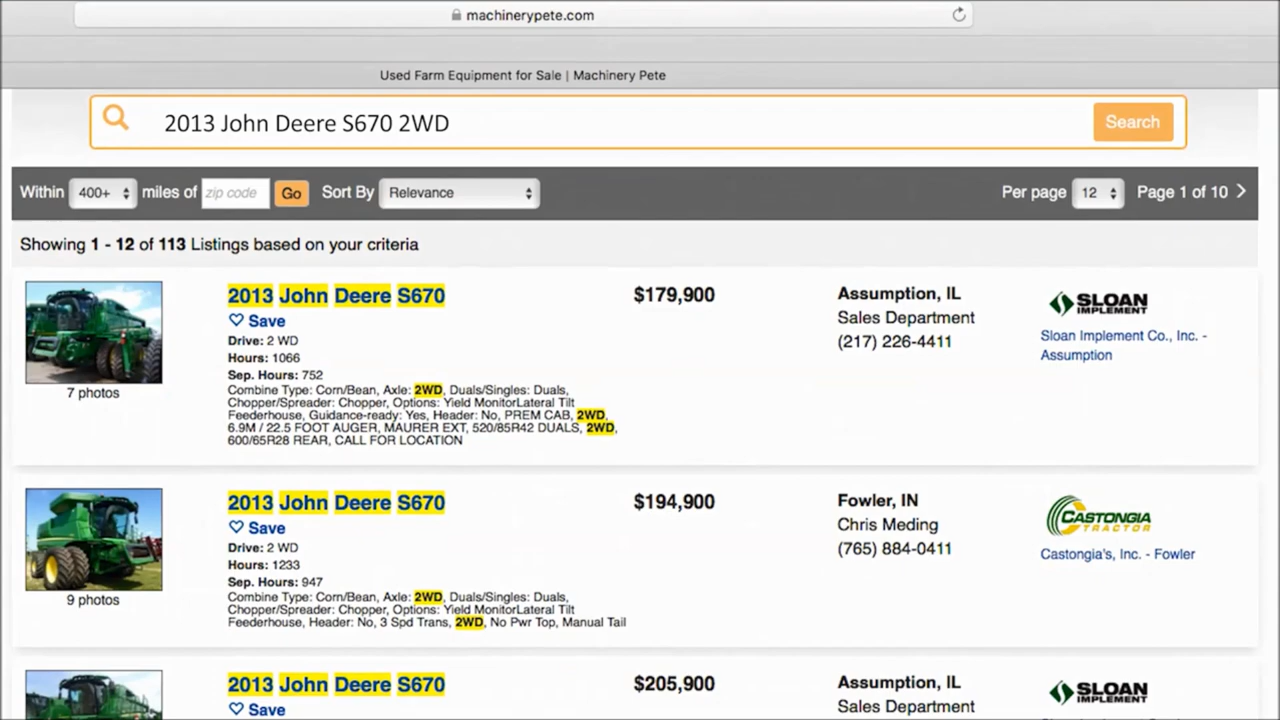 machinerypete.com
Used Farm Equipment for Sale | Machinery Pete
2013 John Deere S670 2WD
Search
Within 400+ miles of zip code Go Sort By Relevance Per page 12 Page 1 of 10
Showing 1 - 12 of 113 Listings based on your criteria
2013 John Deere S670
Save
Drive: 2 WD
Hours: 1066
Sep. Hours: 752
Combine Type: Corn/Bean, Axle: 2WD, Duals/Singles: Duals,
Chopper/Spreader: Chopper, Options: Yield MonitorLateral Tilt
Feederhouse, Guidance-ready: Yes, Header: No, PREM CAB, 2WD,
6.9M / 22.5 FOOT AUGER, MAURER EXT, 520/85R42 DUALS, 2WD,
600/65R28 REAR, CALL FOR LOCATION
7 photos
$179,900
Assumption, IL
Sales Department
(217) 226-4411
SLOAN
IMPLEMENT
Sloan Implement Co., Inc. -
Assumption
2013 John Deere S670
Save
Drive: 2 WD
Hours: 1233
Sep. Hours: 947
Combine Type: Corn/Bean, Axle: 2WD, Duals/Singles: Duals,
Chopper/Spreader: Chopper, Options: Yield MonitorLateral Tilt
Feederhouse, Header: No, 3 Spd Trans, 2WD, No Pwr Top, Manual Tail
9 photos
$194,900
Fowler, IN
Chris Meding
(765) 884-0411
CASTONGIA
TRACTOR
Castongia's, Inc. - Fowler
2013 John Deere S670
Save
$205,900
Assumption, IL
Sales Department
SLOAN
IMPLEMENT